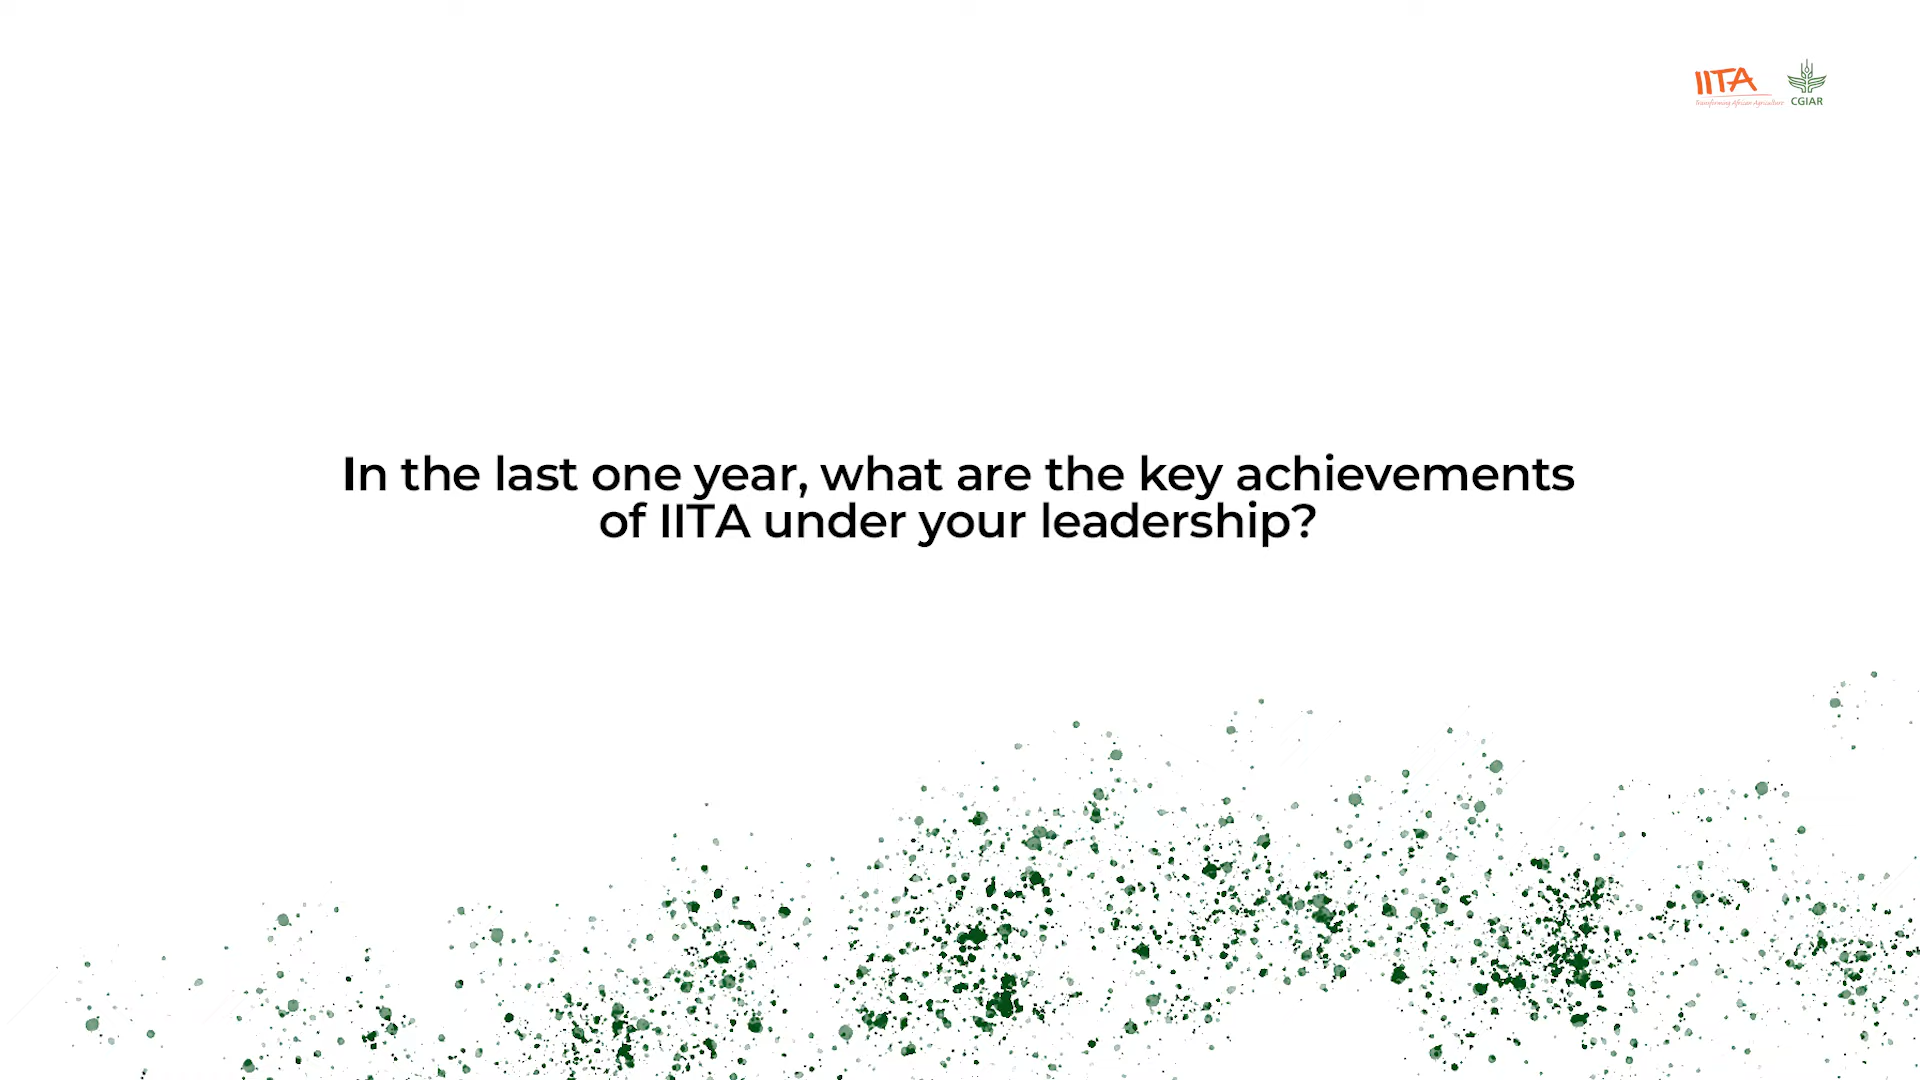 IITA
Transforming African Agriculture
CGIAR
In the last one year, what are the key achievements
of IITA under your leadership?